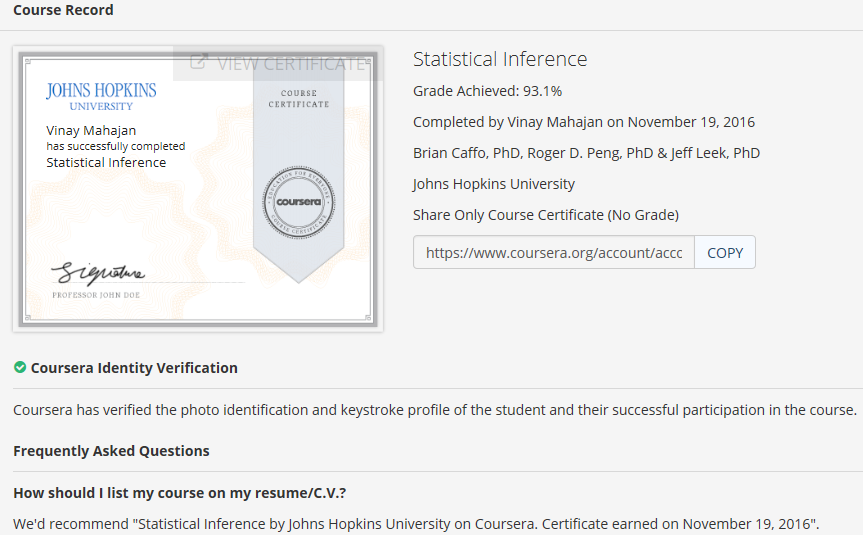 Course Record
VIEW CERTIFICATE
JOHNS HOPKINS
UNIVERSITY
Vinay Mahajan
has successfully completed
Statistical Inference
COURSE
CERTIFICATE
EDUCATION FOR EVERYONE
coursera
COURSE CERTIFICATE
Signature
PROFESSOR JOHN DOE
Statistical Inference
Grade Achieved: 93.1%
Completed by Vinay Mahajan on November 19, 2016
Brian Caffo, PhD, Roger D. Peng, PhD & Jeff Leek, PhD
Johns Hopkins University
Share Only Course Certificate (No Grade)
https://www.coursera.org/account/accc COPY
Coursera Identity Verification
Coursera has verified the photo identification and keystroke profile of the student and their successful participation in the course.
Frequently Asked Questions
How should I list my course on my resume/C.V.?
We'd recommend "Statistical Inference by Johns Hopkins University on Coursera. Certificate earned on November 19, 2016".